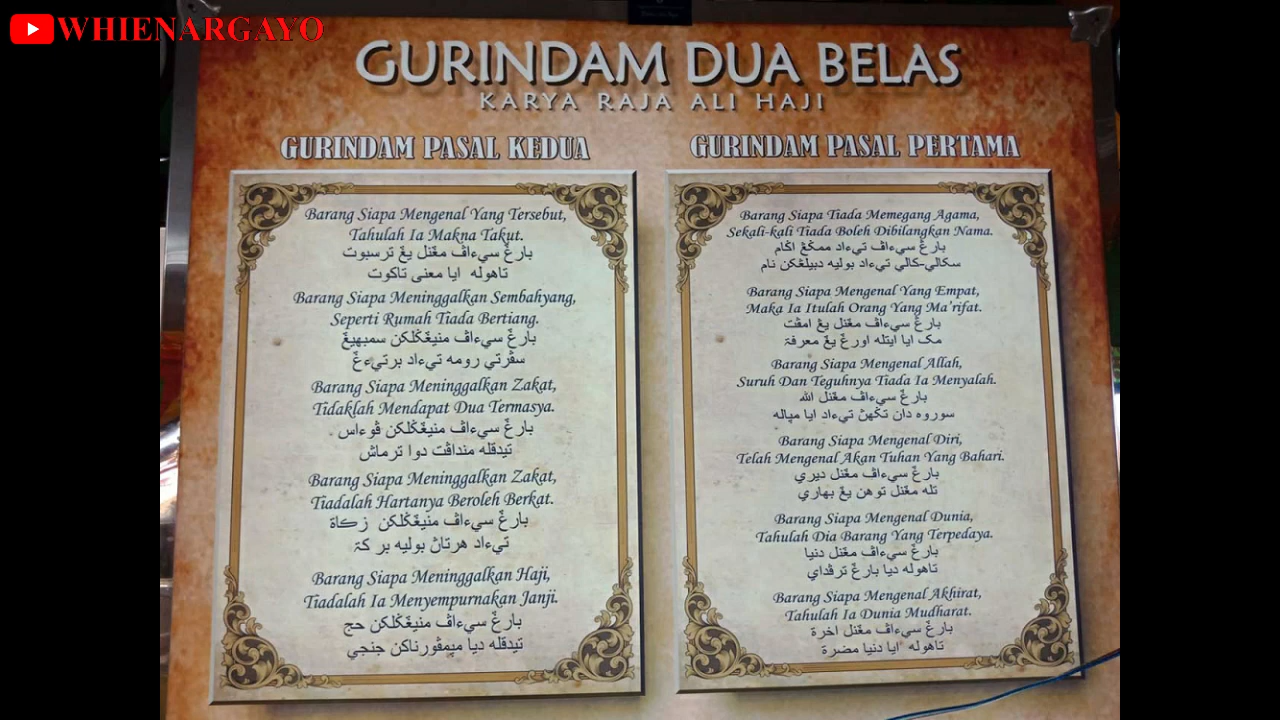 WHIENARGAYO
GURINDAM DUA BELAS
KARYA RAJA ALI HAJI
GURINDAM PASAL KEDUA
Barang Siapa Mengenal Yang Tersebut,
Tahulah Ia Makna Takut.
بارڠ سيءاڤ مڠنل يڠ ترسبوت
تاهوله ايا معنى تاكوت
Barang Siapa Meninggalkan Sembahyang,
Seperti Rumah Tiada Bertiang.
بارڠ سيءاڤ منيڠݢلكن سمبهيڠ
سڤرتي رومه تيءاد برتيءڠ
Barang Siapa Meninggalkan Zakat,
Tidaklah Mendapat Dua Termasya.
بارڠ سيءاڤ منيڠݢلكن ڤوءاس
تيدقله منداڤت دوا ترماش
Barang Siapa Meninggalkan Zakat,
Tiadalah Hartanya Beroleh Berkat.
بارڠ سيءاڤ منيڠݢلكن زكاة
تيءاد هرتاڽ بوليه بر كة
Barang Siapa Meninggalkan Haji,
Tiadalah Ia Menyempurnakan Janji.
بارڠ سيءاڤ منيڠݢلكن حج
تيدقله ديا مڽمڤورناكن جنجي
GURINDAM PASAL PERTAMA
Barang Siapa Tiada Memegang Agama,
Sekali-kali Tiada Boleh Dibilangkan Nama.
بارڠ سيءاڤ تيءاد ممݢڠ اݢام
سكالي-كالي تيءاد بوليه دبيلڠكن نام
Barang Siapa Mengenal Yang Empat,
Maka Ia Itulah Orang Yang Ma'rifat.
بارڠ سيءاڤ مڠنل يڠ امڤت
مك ايا ايتله اورڠ يڠ معرفة
Barang Siapa Mengenal Allah,
Suruh Dan Teguhnya Tiada Ia Menyalah.
بارڠ سيءاڤ مڠنل الله
سوروه دان تݢهڽ تيءاد ايا مڽاله
Barang Siapa Mengenal Diri,
Telah Mengenal Akan Tuhan Yang Bahari.
بارڠ سيءاڤ مڠنل ديري
تله مڠنل توهن يڠ بهاري
Barang Siapa Mengenal Dunia,
Tahulah Dia Barang Yang Terpedaya.
بارڠ سيءاڤ مڠنل دنيا
تاهوله ديا بارڠ ترڤداي
Barang Siapa Mengenal Akhirat,
Tahulah Ia Dunia Mudharat.
بارڠ سيءاڤ مڠنل اخرة
تاهوله ايا دنيا مضرة